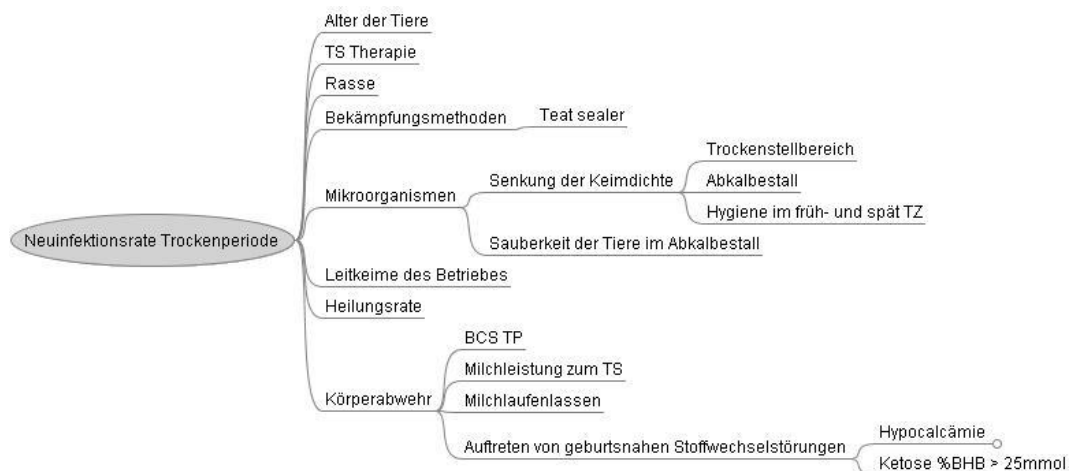 Neuinfektionsrate Trockenperiode
Alter der Tiere
TS Therapie
Rasse
Bekämpfungsmethoden
Teat sealer
Mikroorganismen
Senkung der Keimdichte
Trockenstellbereich
Abkalbestall
Hygiene im früh- und spät TZ
Sauberkeit der Tiere im Abkalbestall
Leitkeime des Betriebes
Heilungsrate
Körperabwehr
BCS TP
Milchleistung zum TS
Milchlaufenlassen
Auftreten von geburtsnahen Stoffwechselstörungen
Hypocalcämie
Ketose %BHB > 25mmol